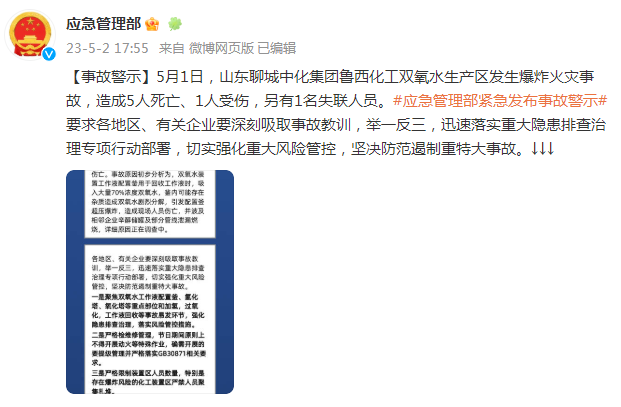 应急管理部
23-5-2 17:55 来自 微博网页版 已编辑
【事故警示】5月1日，山东聊城中化集团鲁西化工双氧水生产区发生爆炸火灾事
故，造成5人死亡、1人受伤，另有1名失联人员。#应急管理部紧急发布事故警示#
要求各地区、有关企业要深刻吸取事故教训，举一反三，迅速落实重大隐患排查治
理专项行动部署，切实强化重大风险管控，坚决防范遏制重特大事故。↓↓↓
伤亡。事故原因初步分析为，双氧水装
置工作液配置釜用于回收工作液时，吸
入大量70%浓度双氧水，釜内可能存在
杂质造成双氧水剧烈分解，引发配置釜
超压爆炸，造成现场人员伤亡，并波及
相邻企业辛醇储罐及部分管线泄漏燃
烧，详细原因正在调查中。
各地区、有关企业要深刻吸取事故教
训，举一反三，迅速落实重大隐患排查
治理专项行动部署，切实强化重大风险
管控，坚决防范遏制重特大事故。
一是聚焦双氧水工作液配置釜、氢化
塔、氧化塔等重点部位和加氢，过氧
化，工作液回收等事故易发环节，强化
隐患排查治理，落实风险管控措施。
二是严格检维修管理，节日期间原则上
不得开展动火等特殊作业，确需开展的
要提级管理并严格落实GB30871相关要
求。
三是严格限制装置区人员数量，特别是
存在爆炸风险的化工装置区严禁人员聚
集扎堆。